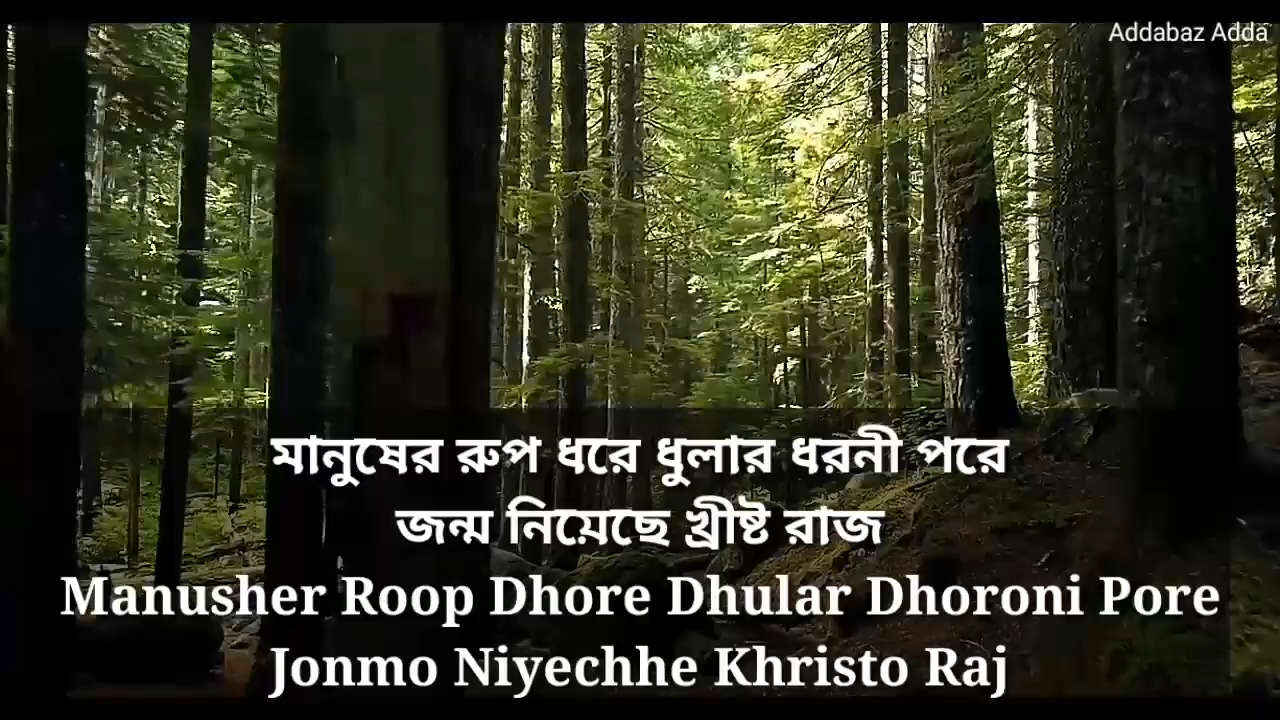 Addabaz Adda
মানুষের রুপ ধরে ধুলার ধরনী পরে
জন্ম নিয়েছে খ্রীষ্ট রাজ
Manusher Roop Dhore Dhular Dhoroni Pore
Jonmo Niyechhe Khristo Raj